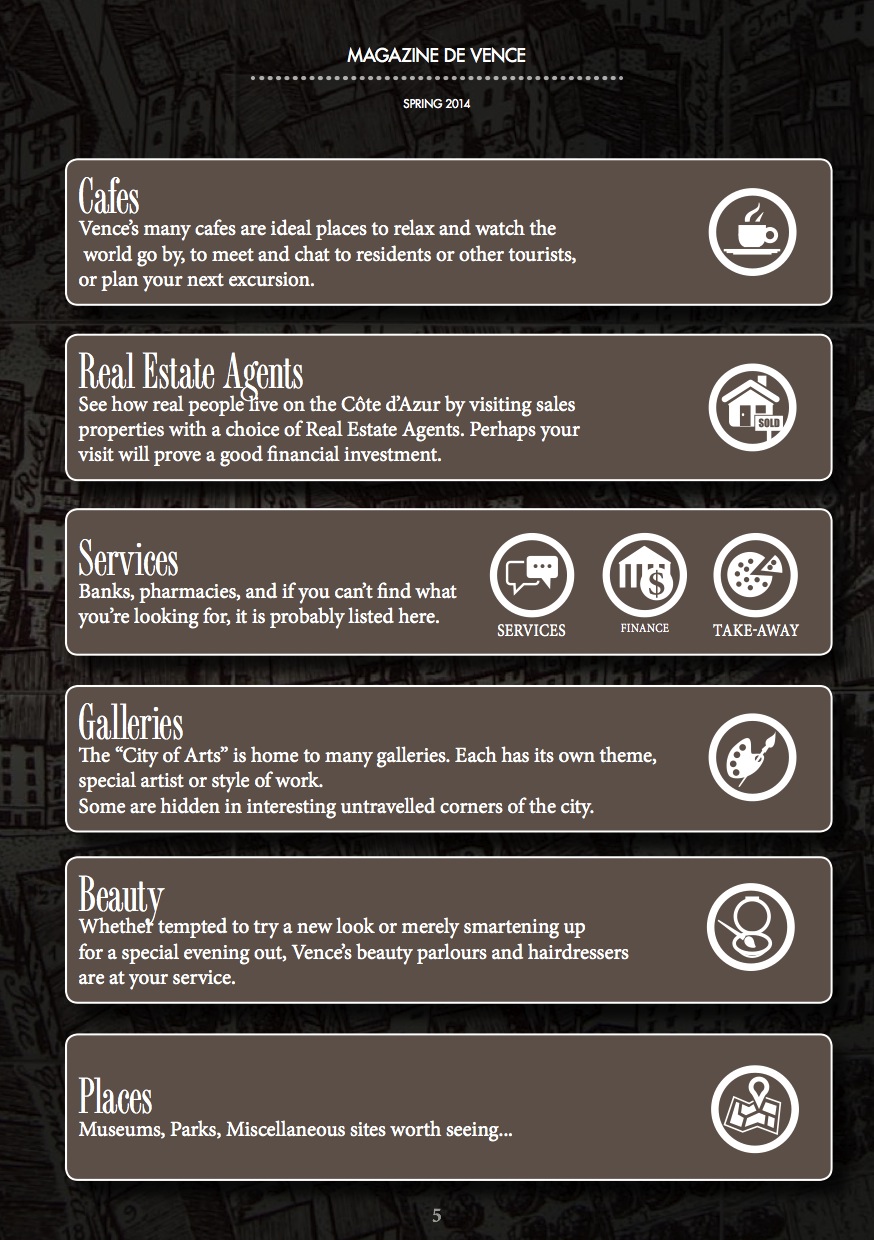 MAGAZINE DE VENCE
SPRING 2014
Cafes
Vence's many cafes are ideal places to relax and watch the
world go by, to meet and chat to residents or other tourists,
or plan your next excursion.
Real Estate Agents
See how real people live on the Côte d'Azur by visiting sales
properties with a choice of Real Estate Agents. Perhaps your
visit will prove a good financial investment.
SOLD
Services
Banks, pharmacies, and if you can't find what
you're looking for, it is probably listed here.
$
SERVICES
FINANCE
TAKE-AWAY
Galleries
The “City of Arts” is home to many galleries. Each has its own theme,
special artist or style of work.
Some are hidden in interesting untravelled corners of the city.
Beauty
Whether tempted to try a new look or merely smartening up
for a special evening out, Vence's beauty parlours and hairdressers
are at your service.
Places
Museums, Parks, Miscellaneous sites worth seeing...
5